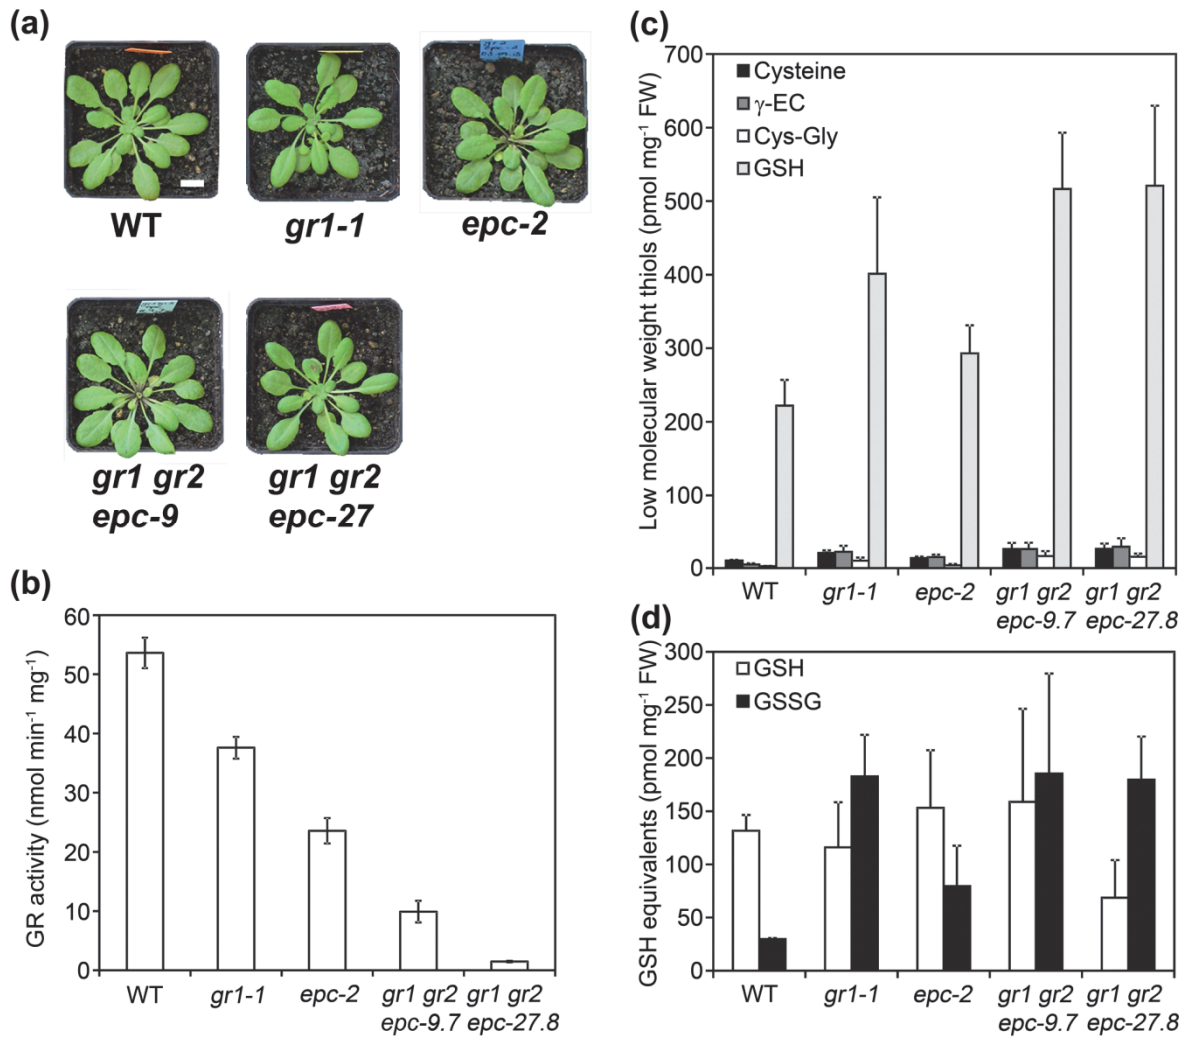 (a)
WT
gr1-1
epc-2
gr1 gr2
epc-9
gr1 gr2
epc-27
(b)
GR activity (nmol min⁻¹ mg⁻¹)
60
50
40
30
20
10
0
WT
gr1-1
epc-2
gr1 gr2
epc-9.7
gr1 gr2
epc-27.8
(c)
Low molecular weight thiols (pmol mg⁻¹ FW)
700
600
500
400
300
200
100
0
Cysteine
γ-EC
Cys-Gly
GSH
WT
gr1-1
epc-2
gr1 gr2
epc-9.7
gr1 gr2
epc-27.8
(d)
GSH equivalents (pmol mg⁻¹ FW)
300
250
200
150
100
50
0
GSH
GSSG
WT
gr1-1
epc-2
gr1 gr2
epc-9.7
gr1 gr2
epc-27.8